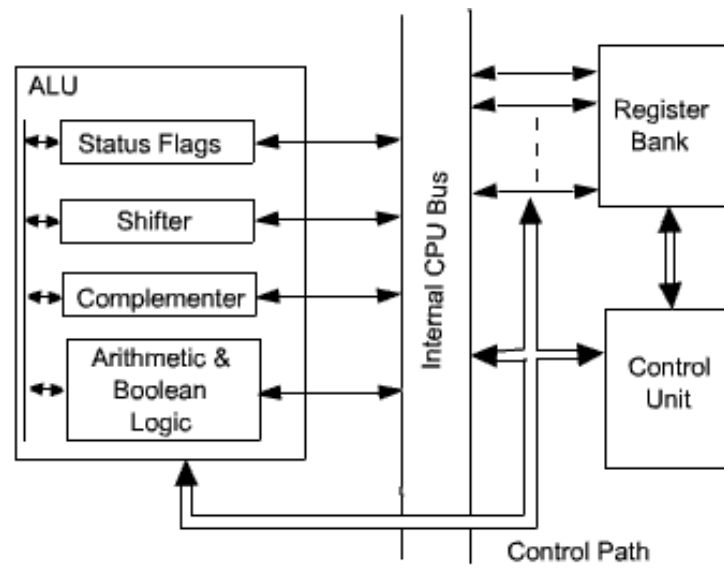 ALU
Status Flags
Shifter
Complementer
Arithmetic &
Boolean
Logic
Internal CPU Bus
Register
Bank
Control
Unit
Control Path